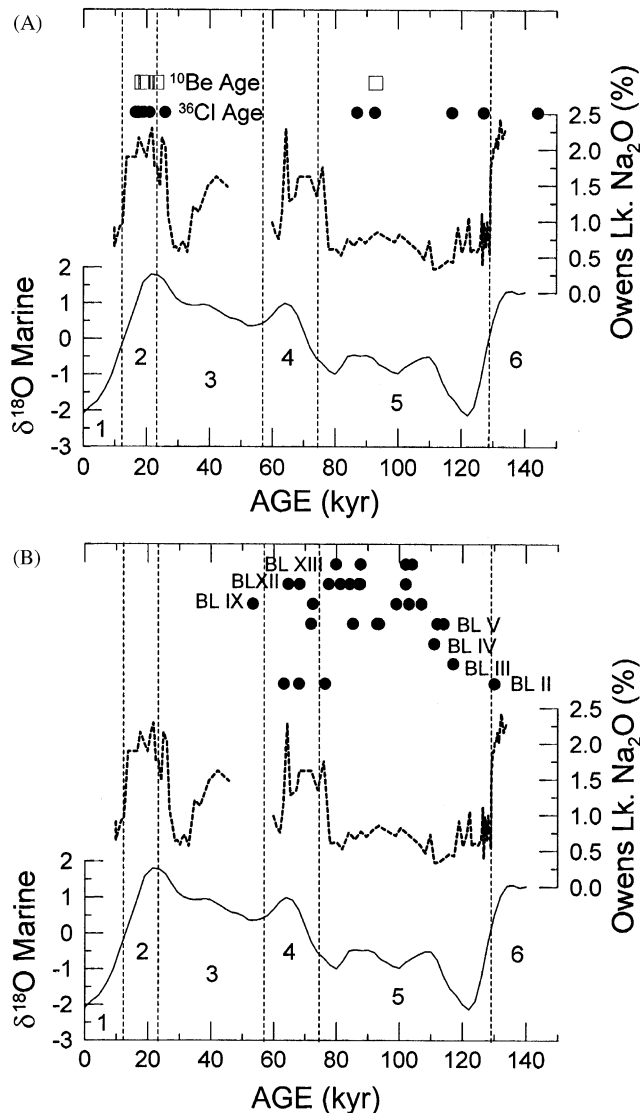 (A)
¹⁰Be Age
³⁶Cl Age
2.5
2.0
1.5
1.0
0.5
0.0
Owens Lk. Na₂O (%)
2
1
0
-1
-2
-3
δ¹⁸O Marine
1
2
3
4
5
6
0 20 40 60 80 100 120 140
AGE (kyr)
(B)
BL XIII
BLXII
BL IX
BL V
BL IV
BL III
BL II
2.5
2.0
1.5
1.0
0.5
0.0
Owens Lk. Na₂O (%)
2
1
0
-1
-2
-3
δ¹⁸O Marine
1
2
3
4
5
6
0 20 40 60 80 100 120 140
AGE (kyr)